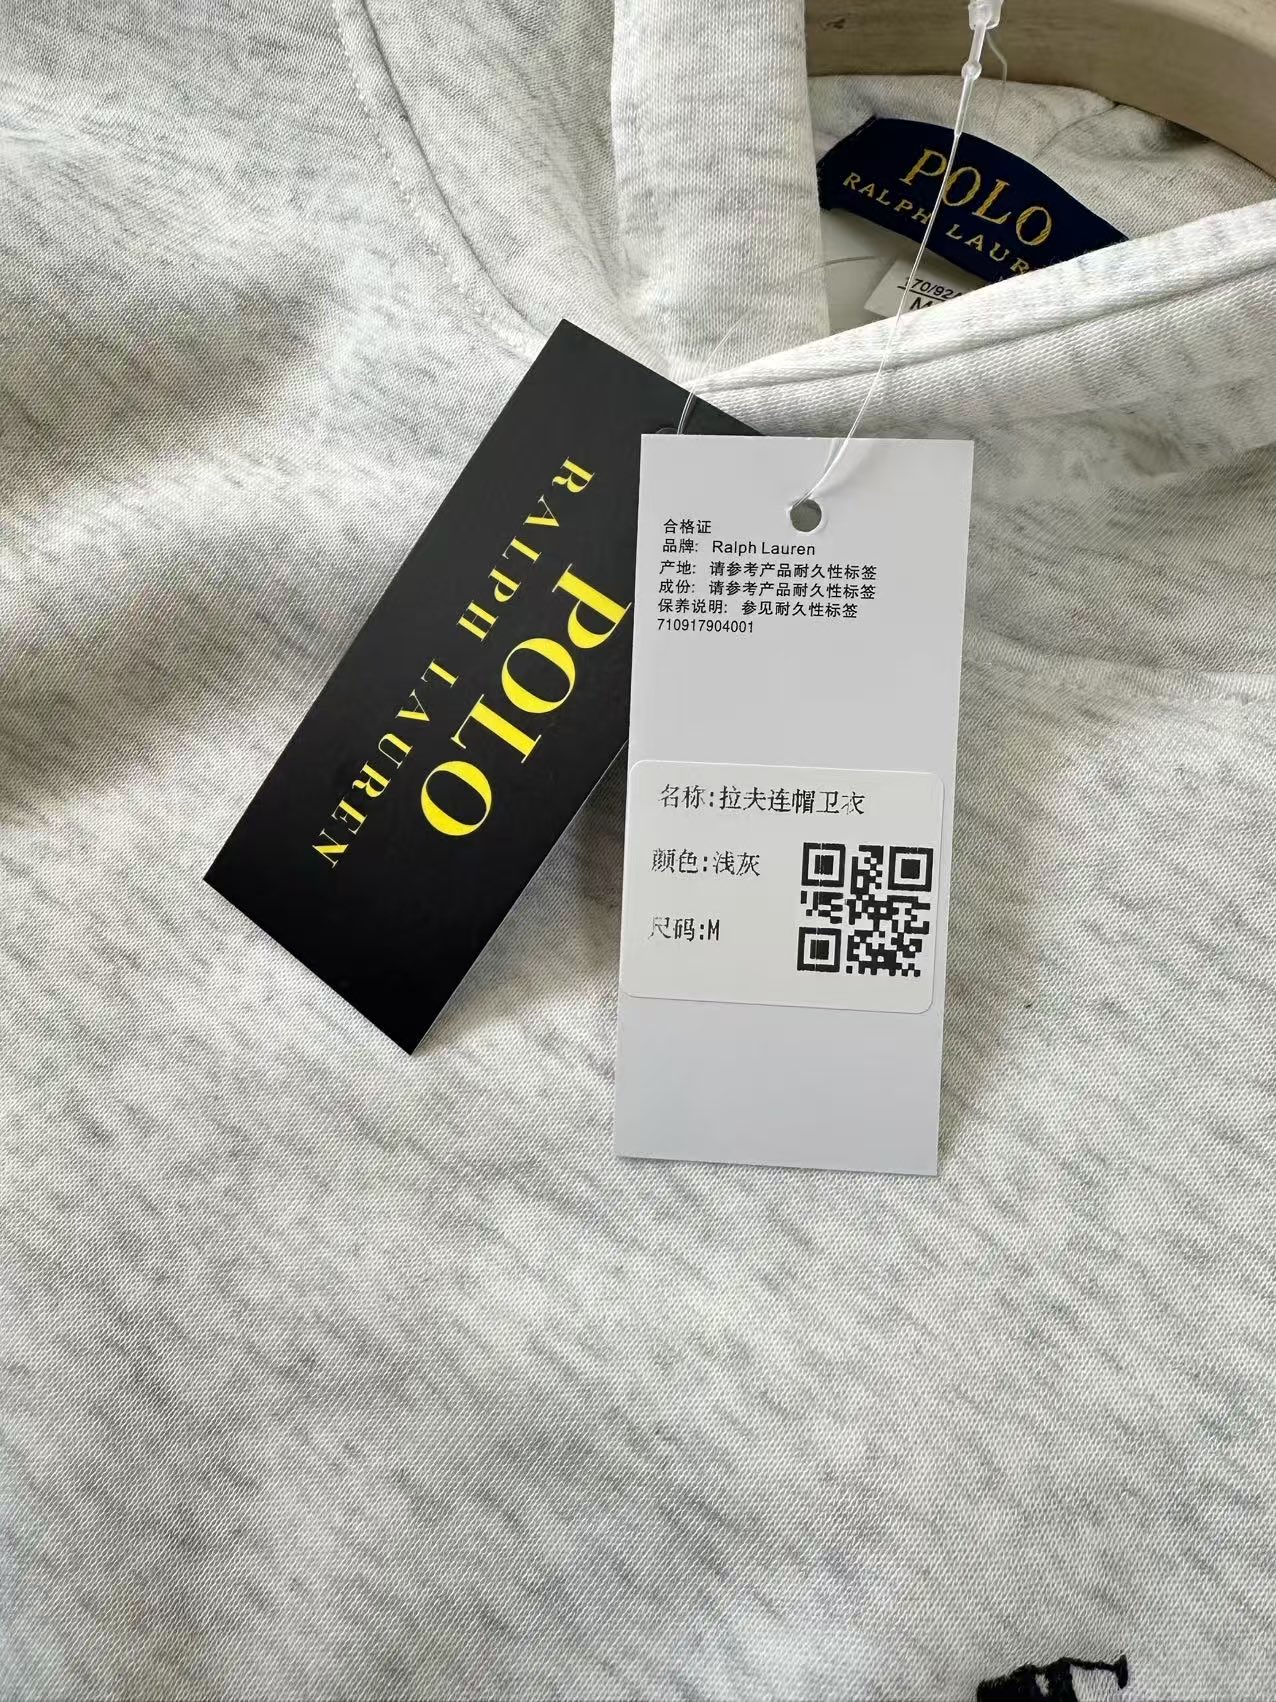 POLO
RALPH LAUR
170/92A
M
RALPH LAUREN
POLO
合格证
品牌: Ralph Lauren
产地: 请参考产品耐久性标签
成份: 请参考产品耐久性标签
保养说明: 参见耐久性标签
710917904001
名称:拉夫连帽卫衣
颜色:浅灰
尺码:M